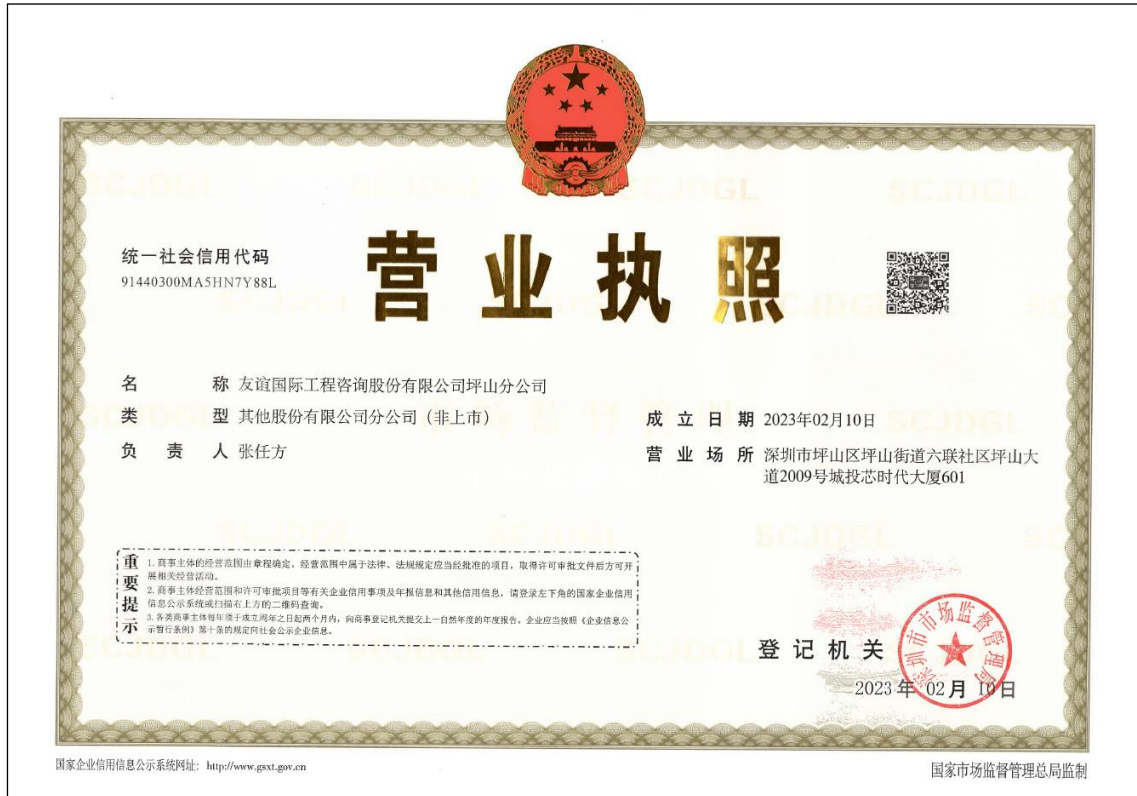 营业执照
统一社会信用代码
91440300MA5HN7Y88L
名称 友谊国际工程咨询股份有限公司坪山分公司
类型 其他股份有限公司分公司（非上市）
负责人 张任方
成立日期 2023年02月10日
营业场所 深圳市坪山区坪山街道六联社区坪山大
道2009号城投芯时代大厦601
重要提示
1.商事主体的经营范围由章程确定，经营范围中属于法律、法规规定应当经批准的项目，取得许可审批文件后方可开
展相关经营活动。
2.商事主体经营范围和许可审批项目等有关企业信用事项及年报信息和其他信用信息，请登录左下角的国家企业信用
信息公示系统或扫描右上方的二维码查询。
3.各类商事主体每年须于成立周年之日起两个月内，向商事登记机关提交上一自然年度的年度报告，企业应当按照《企业信息公
示暂行条例》第十条的规定向社会公示企业信息。
登记机关
深圳市市场监督管理局
2023年02月10日
国家企业信用信息公示系统网址：http://www.gsxt.gov.cn
国家市场监督管理总局监制
SCJDGL